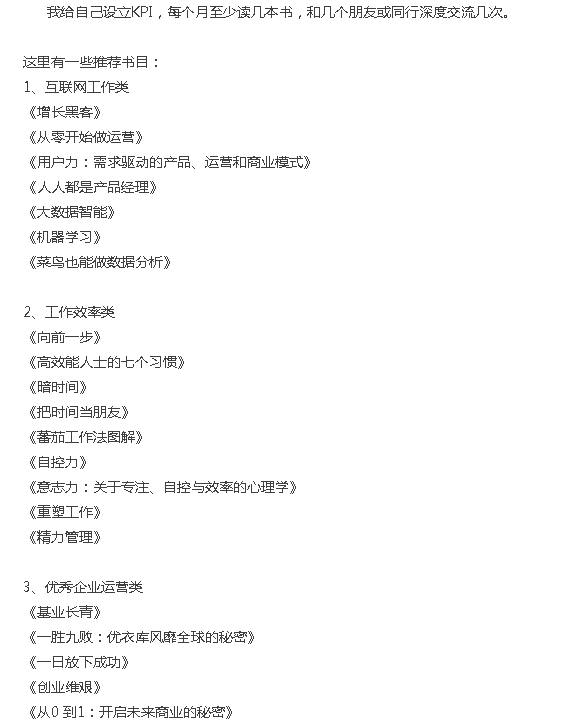 我给自己设立KPI，每个月至少读几本书，和几个朋友或同行深度交流几次。
这里有一些推荐书目：
1、互联网工作类
《增长黑客》
《从零开始做运营》
《用户力：需求驱动的产品、运营和商业模式》
《人人都是产品经理》
《大数据智能》
《机器学习》
《菜鸟也能做数据分析》
2、工作效率类
《向前一步》
《高效能人士的七个习惯》
《暗时间》
《把时间当朋友》
《蕃茄工作法图解》
《自控力》
《意志力：关于专注、自控与效率的心理学》
《重塑工作》
《精力管理》
3、优秀企业运营类
《基业长青》
《一胜九败：优衣库风靡全球的秘密》
《一日放下成功》
《创业维艰》
《从0 到1：开启未来商业的秘密》